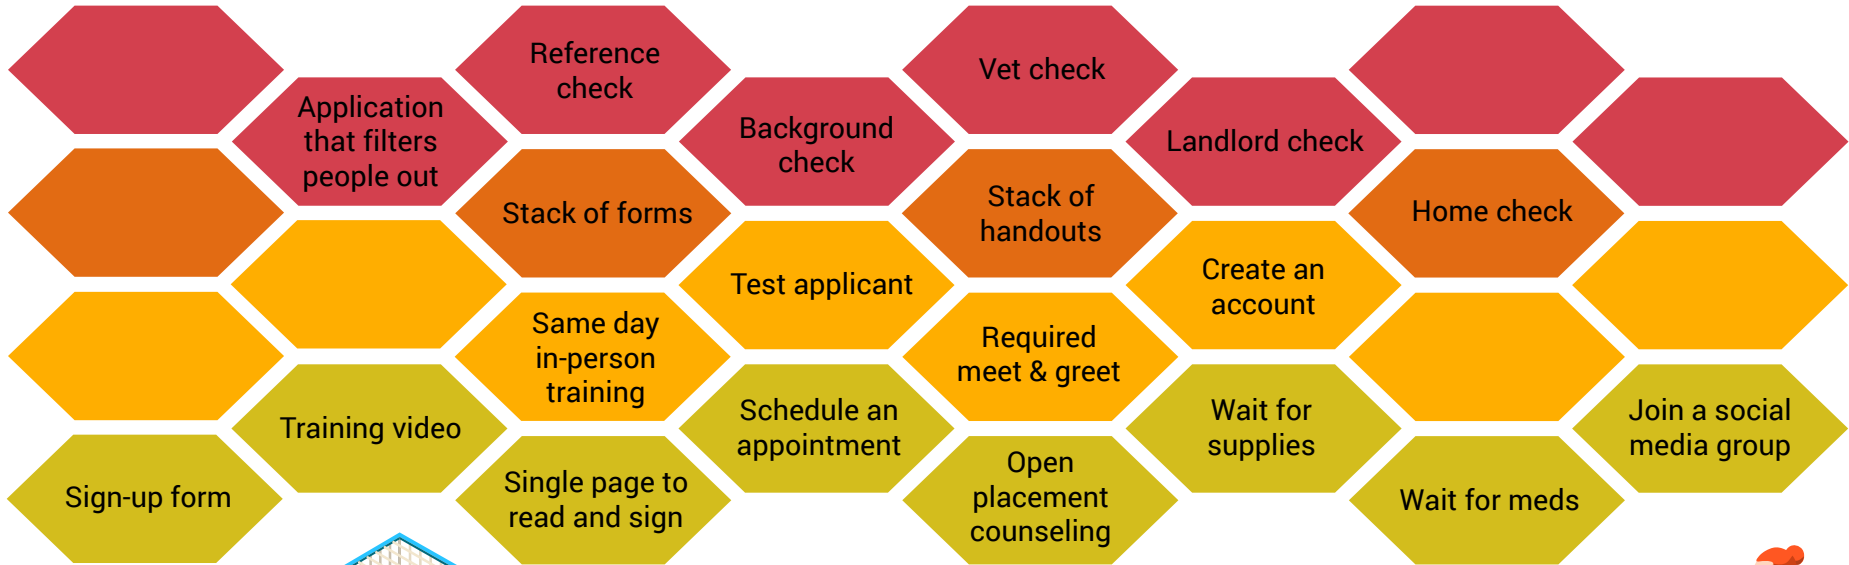 Reference
check
Vet check
Application
that filters
people out
Background
check
Landlord check
Stack of forms
Stack of
handouts
Home check
Test applicant
Create an
account
Same day
in-person
training
Required
meet & greet
Training video
Schedule an
appointment
Wait for
supplies
Join a social
media group
Sign-up form
Single page to
read and sign
Open
placement
counseling
Wait for meds